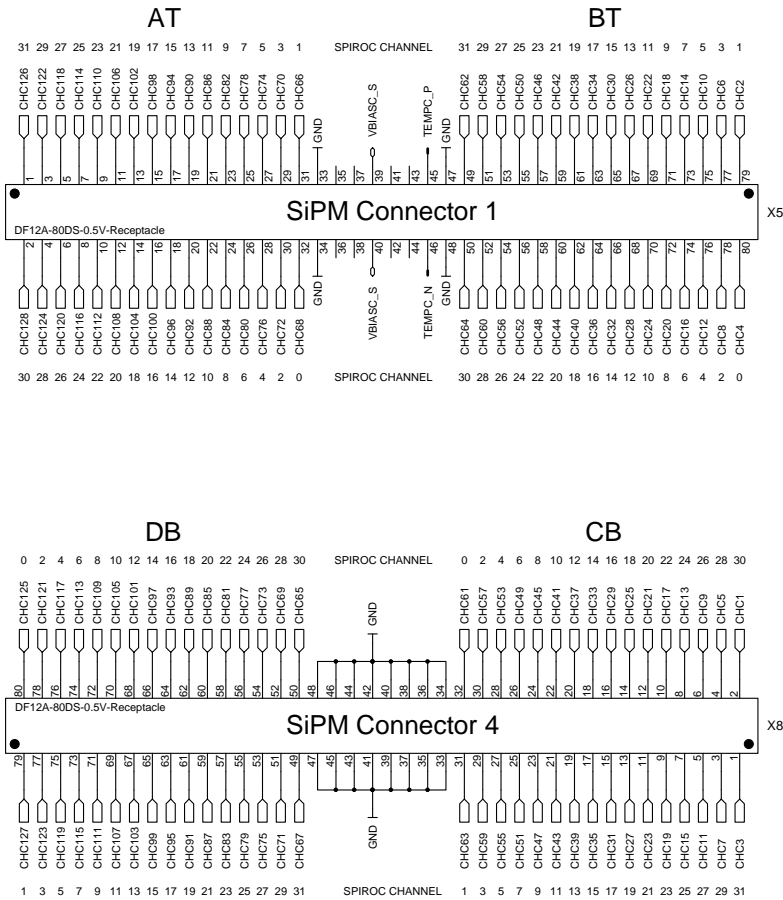 AT BT
31 29 27 25 23 21 19 17 15 13 11 9 7 5 3 1 SPIROC CHANNEL 31 29 27 25 23 21 19 17 15 13 11 9 7 5 3 1
CHC126 CHC122 CHC118 CHC114 CHC110 CHC106 CHC102 CHC98 CHC94 CHC90 CHC86 CHC82 CHC78 CHC74 CHC70 CHC66 GND VBIASC_S TEMPC_P GND CHC62 CHC58 CHC54 CHC50 CHC46 CHC42 CHC38 CHC34 CHC30 CHC26 CHC22 CHC18 CHC14 CHC10 CHC6 CHC2
1 3 5 7 9 11 13 15 17 19 21 23 25 27 29 31 33 35 37 39 41 43 45 47 49 51 53 55 57 59 61 63 65 67 69 71 73 75 77 79
SiPM Connector 1 X5
DF12A-80DS-0.5V-Receptacle
2 4 6 8 10 12 14 16 18 20 22 24 26 28 30 32 34 36 38 40 42 44 46 48 50 52 54 56 58 60 62 64 66 68 70 72 74 76 78 80
CHC128 CHC124 CHC120 CHC116 CHC112 CHC108 CHC104 CHC100 CHC96 CHC92 CHC88 CHC84 CHC80 CHC76 CHC72 CHC68 GND VBIASC_S TEMPC_N GND CHC64 CHC60 CHC56 CHC52 CHC48 CHC44 CHC40 CHC36 CHC32 CHC28 CHC24 CHC20 CHC16 CHC12 CHC8 CHC4
30 28 26 24 22 20 18 16 14 12 10 8 6 4 2 0 SPIROC CHANNEL 30 28 26 24 22 20 18 16 14 12 10 8 6 4 2 0
DB CB
0 2 4 6 8 10 12 14 16 18 20 22 24 26 28 30 SPIROC CHANNEL 0 2 4 6 8 10 12 14 16 18 20 22 24 26 28 30
CHC125 CHC121 CHC117 CHC113 CHC109 CHC105 CHC101 CHC97 CHC93 CHC89 CHC85 CHC81 CHC77 CHC73 CHC69 CHC65 GND CHC61 CHC57 CHC53 CHC49 CHC45 CHC41 CHC37 CHC33 CHC29 CHC25 CHC21 CHC17 CHC13 CHC9 CHC5 CHC1
80 78 76 74 72 70 68 66 64 62 60 58 56 54 52 50 48 46 44 42 40 38 36 34 32 30 28 26 24 22 20 18 16 14 12 10 8 6 4 2
DF12A-80DS-0.5V-Receptacle
SiPM Connector 4 X8
79 77 75 73 71 69 67 65 63 61 59 57 55 53 51 49 47 45 43 41 39 37 35 33 31 29 27 25 23 21 19 17 15 13 11 9 7 5 3 1
CHC127 CHC123 CHC119 CHC115 CHC111 CHC107 CHC103 CHC99 CHC95 CHC91 CHC87 CHC83 CHC79 CHC75 CHC71 CHC67 GND CHC63 CHC59 CHC55 CHC51 CHC47 CHC43 CHC39 CHC35 CHC31 CHC27 CHC23 CHC19 CHC15 CHC11 CHC7 CHC3
1 3 5 7 9 11 13 15 17 19 21 23 25 27 29 31 SPIROC CHANNEL 1 3 5 7 9 11 13 15 17 19 21 23 25 27 29 31